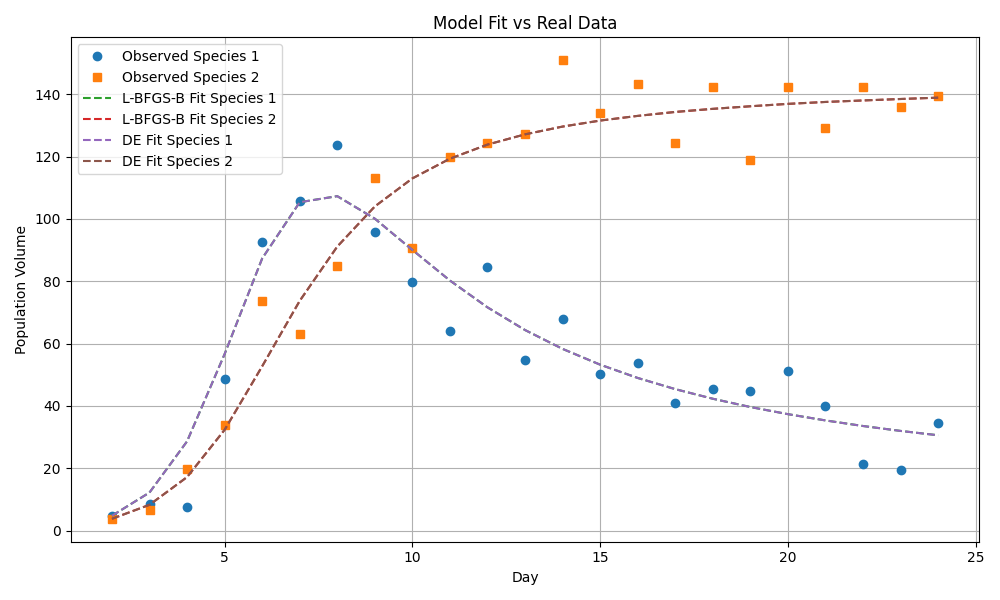 Model Fit vs Real Data
Observed Species 1
Observed Species 2
L-BFGS-B Fit Species 1
L-BFGS-B Fit Species 2
DE Fit Species 1
DE Fit Species 2
Population Volume
140
120
100
80
60
40
20
0
5
10
15
20
25
Day